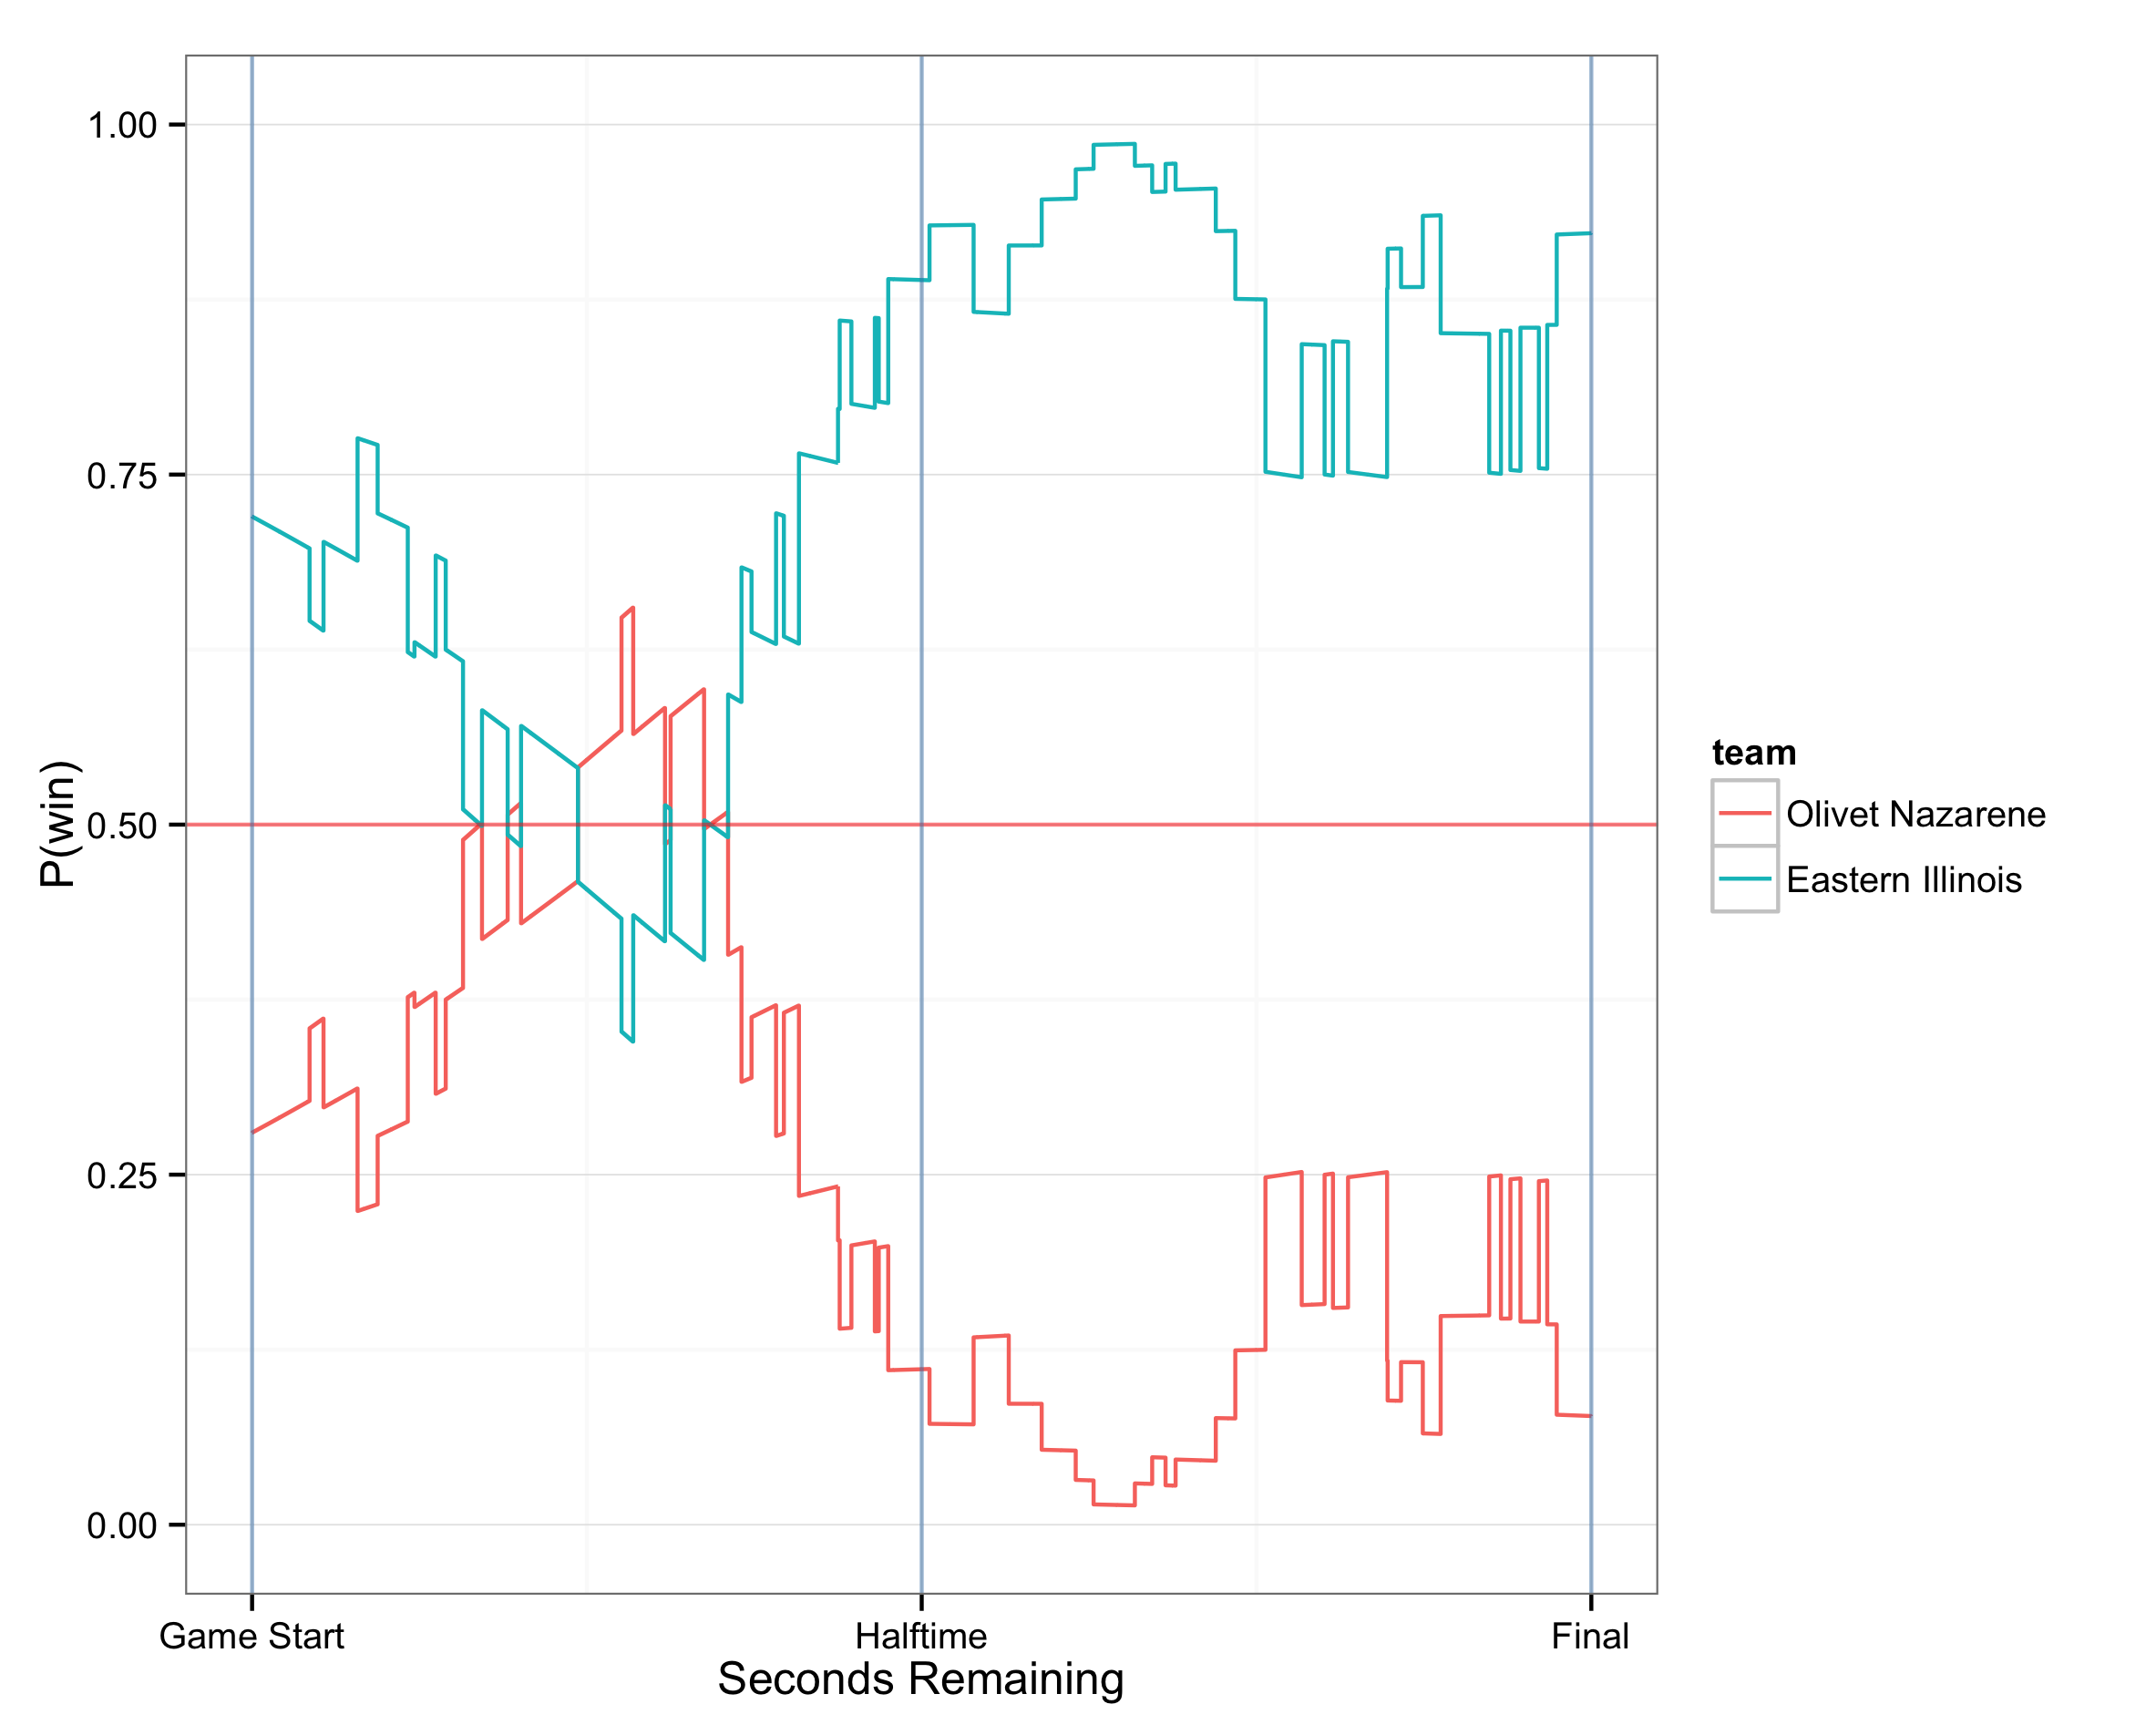 1.00
0.75
0.50
0.25
0.00
P(win)
Game Start
Halftime
Final
Seconds Remaining
team
Olivet Nazarene
Eastern Illinois